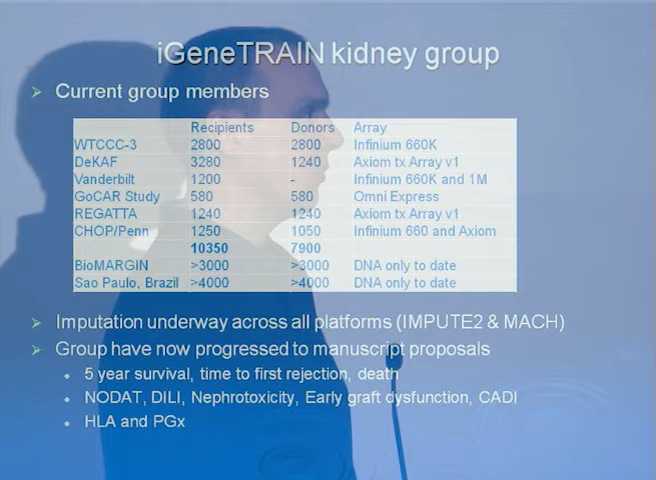 iGeneTRAIN kidney group
Current group members
Recipients Donors Array
WTCCC-3 2800 2800 Infinium 660K
DeKAF 3280 1240 Axiom tx Array v1
Vanderbilt 1200 - Infinium 660K and 1M
GoCAR Study 580 580 Omni Express
REGATTA 1240 1240 Axiom tx Array v1
CHOP/Penn 1250 1050 Infinium 660 and Axiom
10350 7900
BioMARGIN >3000 >3000 DNA only to date
Sao Paulo, Brazil >4000 >4000 DNA only to date
Imputation underway across all platforms (IMPUTE2 & MACH)
Group have now progressed to manuscript proposals
5 year survival, time to first rejection, death
NODAT, DILI, Nephrotoxicity, Early graft dysfunction, CADI
HLA and PGx